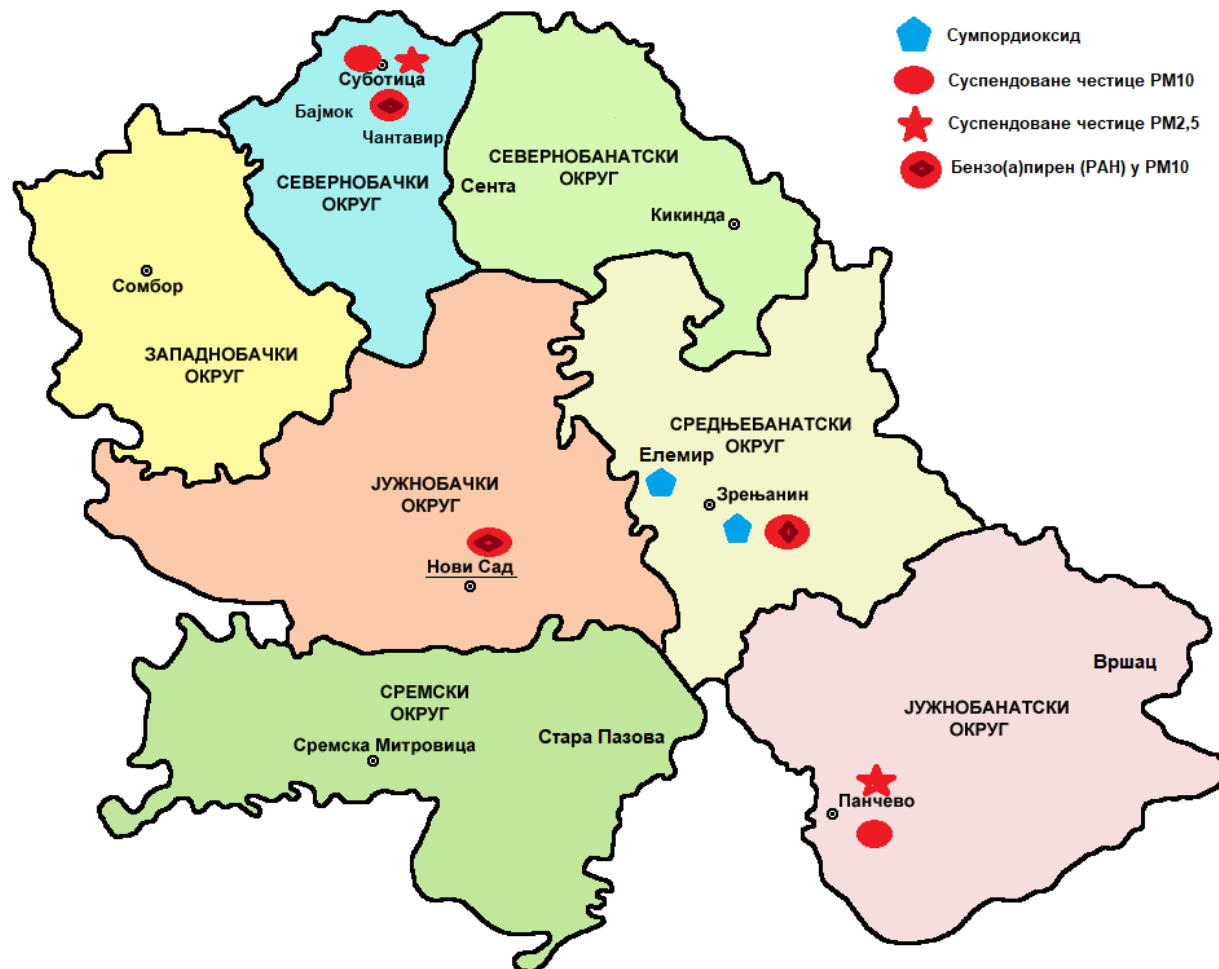 Сумпордиоксид
Суспендоване честице PM10
Суспендоване честице PM2,5
Бензо(а)пирен (PAH) у PM10
Суботица
Бајмок
Чантавир
СЕВЕРНОБАЧКИ
ОКРУГ
СЕВЕРНОБАНАТСКИ
ОКРУГ
Сента
Кикинда
Сомбор
ЗАПАДНОБАЧКИ
ОКРУГ
СРЕДЊЕБАНАТСКИ
ОКРУГ
Елемир
Зрењанин
ЈУЖНОБАЧКИ
ОКРУГ
Нови Сад
СРЕМСКИ
ОКРУГ
Сремска Митровица
Стара Пазова
Вршац
ЈУЖНОБАНАТСКИ
ОКРУГ
Панчево